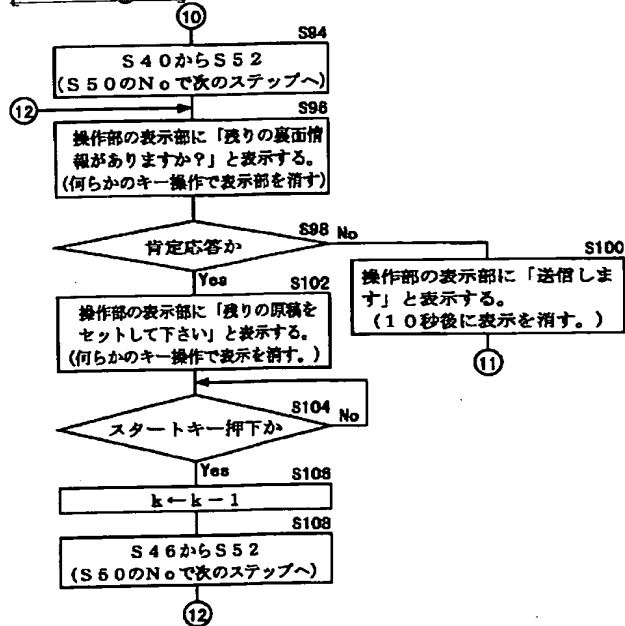 ⑩
S94
S40からS52
(S50のNoで次のステップへ)
⑫
S96
操作部の表示部に「残りの裏面情
報がありますか?」と表示する。
(何らかのキー操作で表示部を消す)
S98
No
肯定応答か
S100
Yes
S102
操作部の表示部に「送信しま
す」と表示する。
(10秒後に表示を消す。)
⑪
操作部の表示部に「残りの原稿を
セットして下さい」と表示する。
(何らかのキー操作で表示を消す。)
S104
No
スタートキー押下か
Yes
S106
k←k-1
S108
S46からS52
(S50のNoで次のステップへ)
⑫